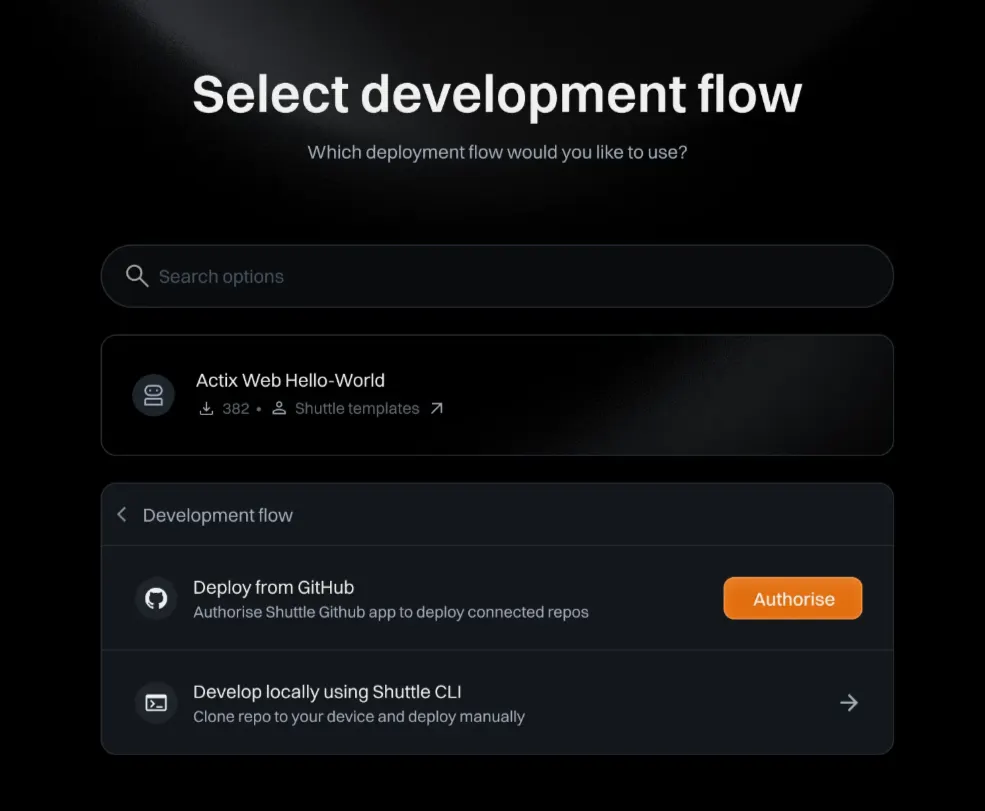 Select development flow
Which deployment flow would you like to use?
Search options
Actix Web Hello-World
382 • Shuttle templates
Development flow
Deploy from GitHub
Authorise Shuttle Github app to deploy connected repos
Authorise
Develop locally using Shuttle CLI
Clone repo to your device and deploy manually